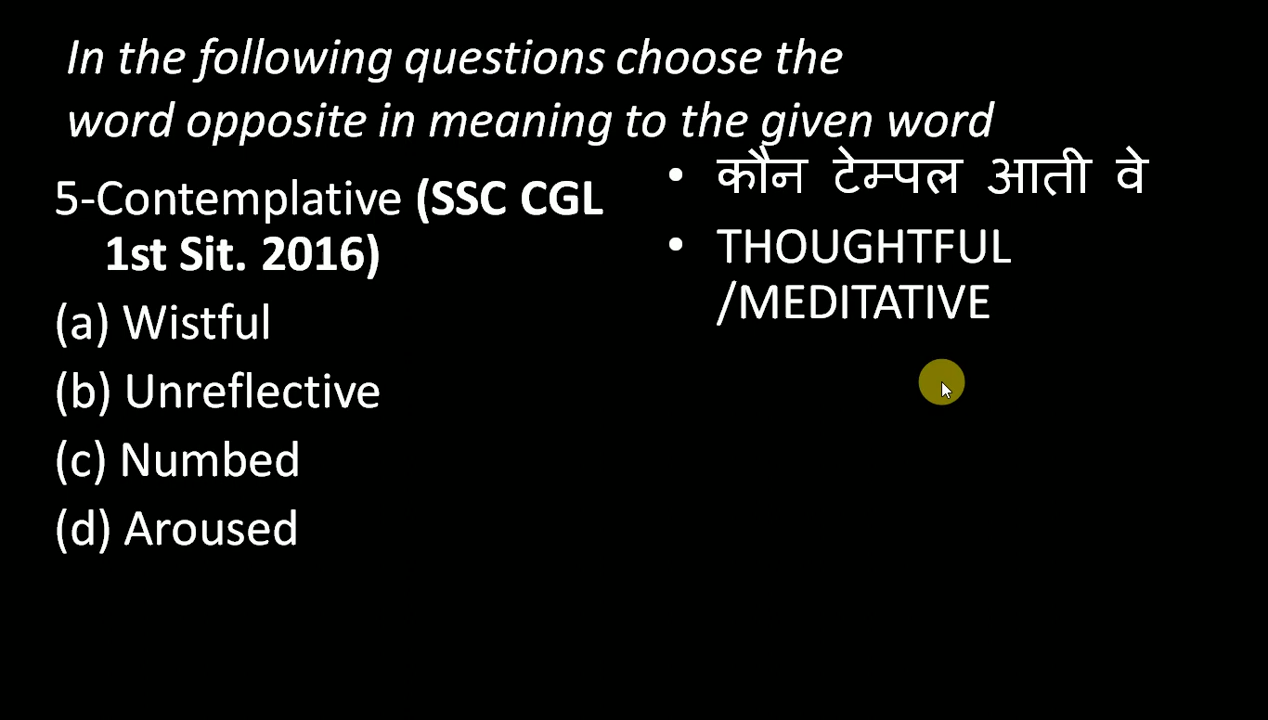 In the following questions choose the
word opposite in meaning to the given word
5-Contemplative (SSC CGL
1st Sit. 2016)
(a) Wistful
(b) Unreflective
(c) Numbed
(d) Aroused
• कौन टेम्पल आती वे
• THOUGHTFUL
/MEDITATIVE